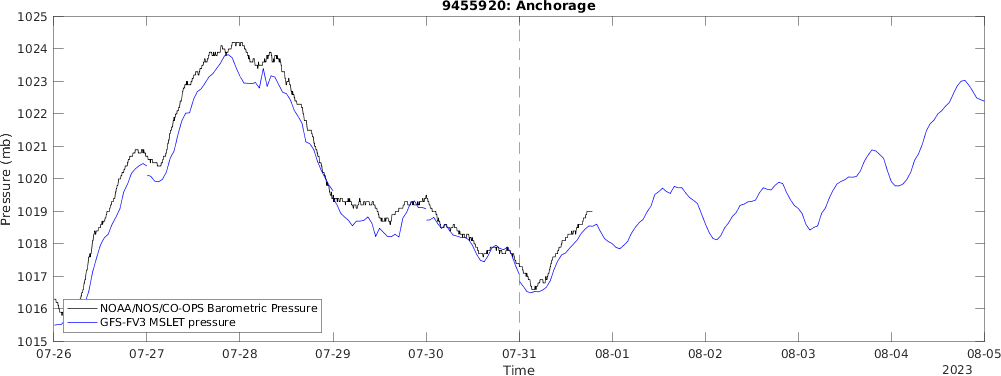 9455920: Anchorage
1025
1024
1023
1022
1021
1020
1019
1018
1017
1016
1015
Pressure (mb)
NOAA/NOS/CO-OPS Barometric Pressure
GFS-FV3 MSLET pressure
07-26 07-27 07-28 07-29 07-30 07-31 08-01 08-02 08-03 08-04 08-05
Time
2023